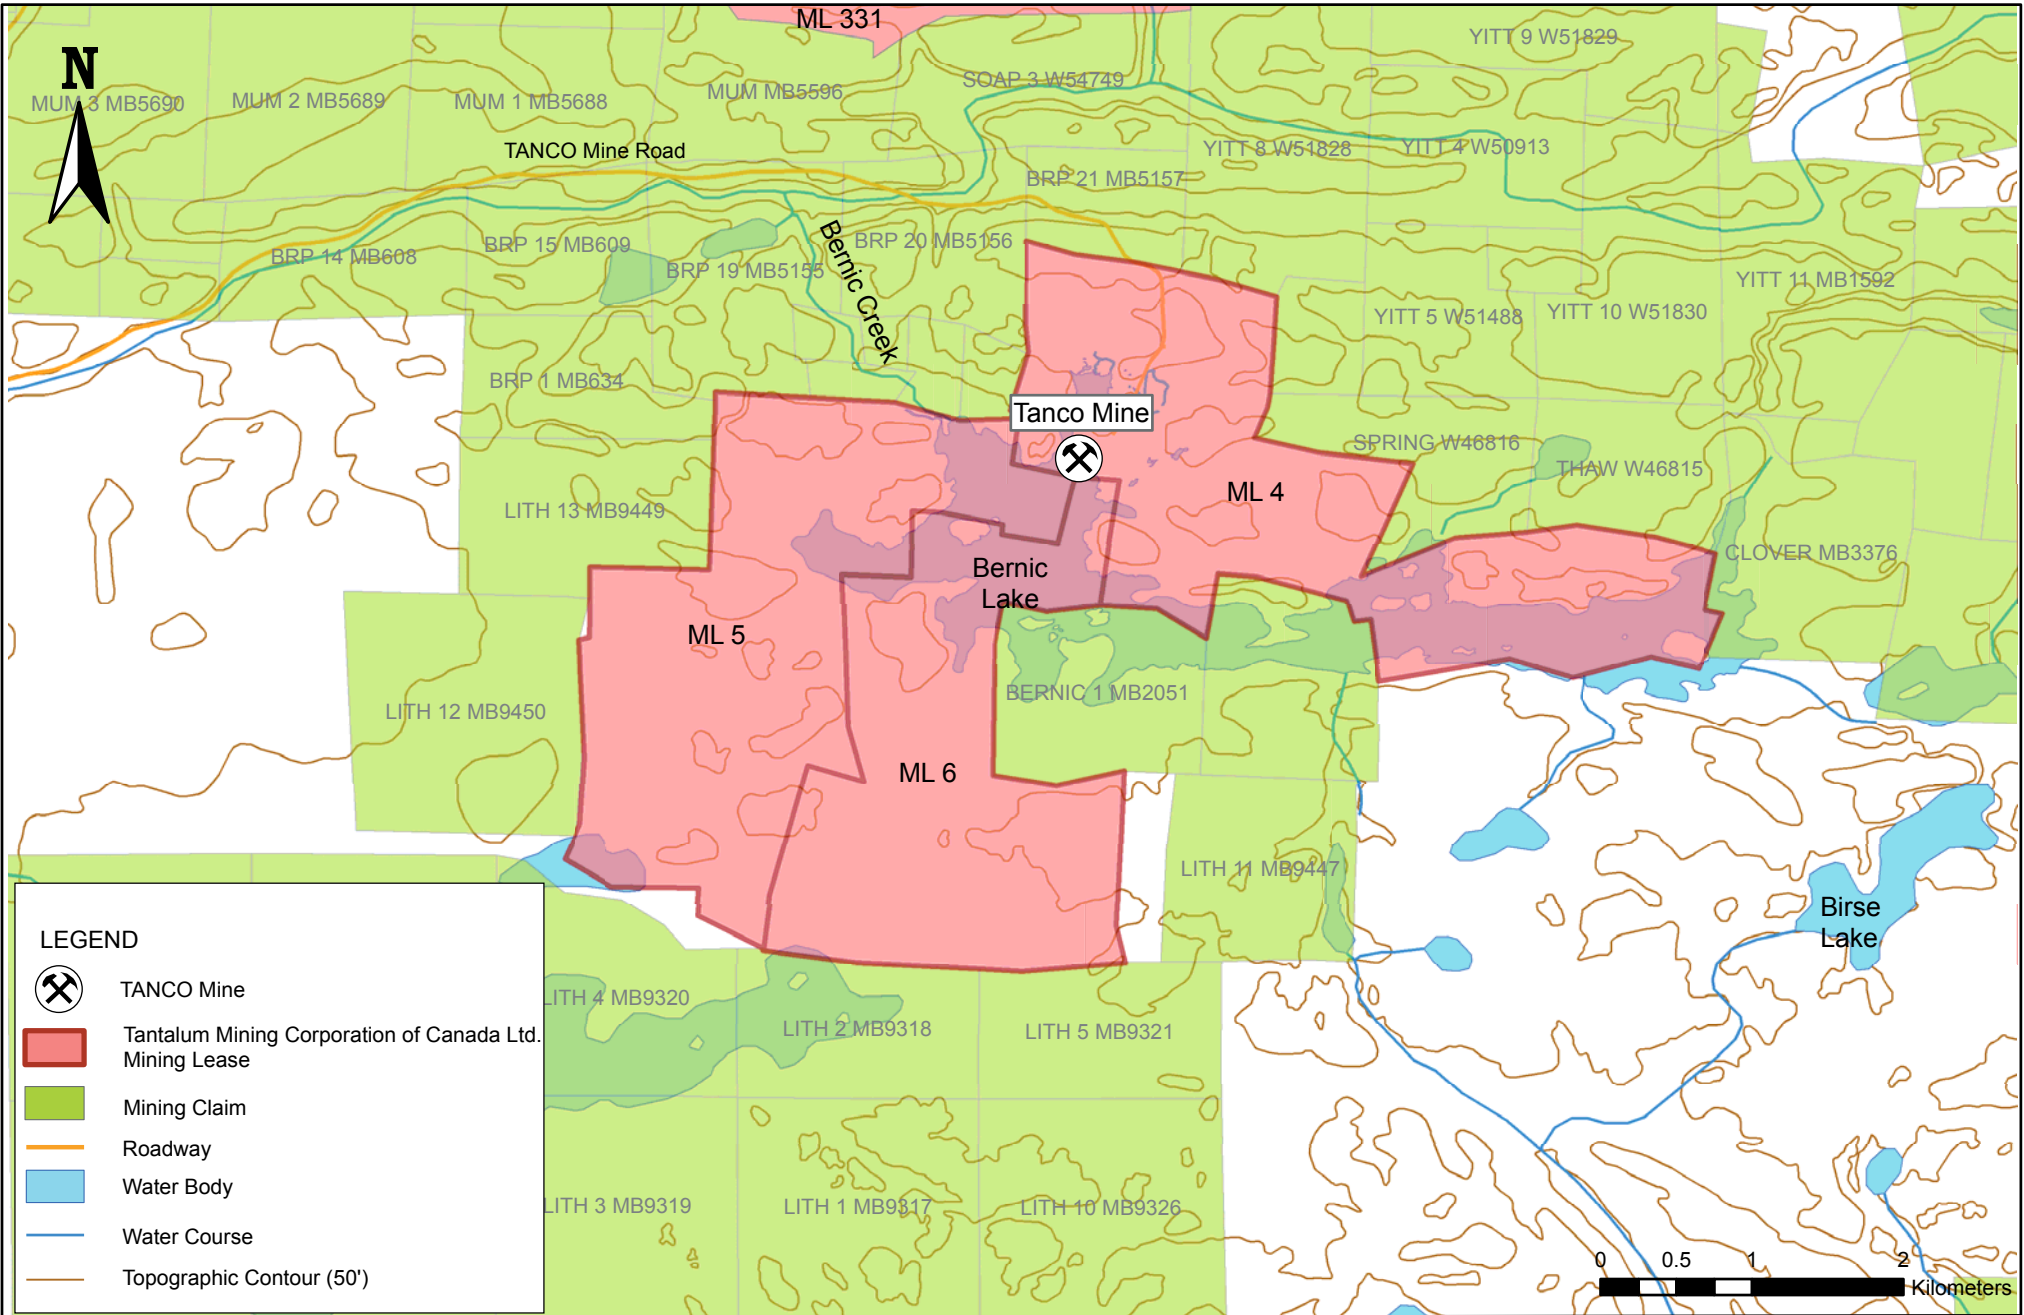 ML 331
YITT 9 W51829
N
MUM 3 MB5690
MUM 2 MB5689
MUM 1 MB5688
MUM MB5596
SOAP 3 W54749
TANCO Mine Road
YITT 8 W51828
YITT 4 W50913
BRP 21 MB5157
BRP 14 MB608
BRP 15 MB609
BRP 19 MB5155
Bernic Creek
BRP 20 MB5156
YITT 11 MB1592
YITT 5 W51488
YITT 10 W51830
BRP 1 MB634
Tanco Mine
SPRING W46816
THAW W46815
ML 4
LITH 13 MB9449
CLOVER MB3376
Bernic
Lake
ML 5
BERNIC 1 MB2051
LITH 12 MB9450
ML 6
LITH 11 MB9447
Birse
Lake
LITH 4 MB9320
LITH 2 MB9318
LITH 5 MB9321
LITH 3 MB9319
LITH 1 MB9317
LITH 10 MB9326
LEGEND
TANCO Mine
Tantalum Mining Corporation of Canada Ltd.
Mining Lease
Mining Claim
Roadway
Water Body
Water Course
Topographic Contour (50')
0 0.5 1 2
Kilometers